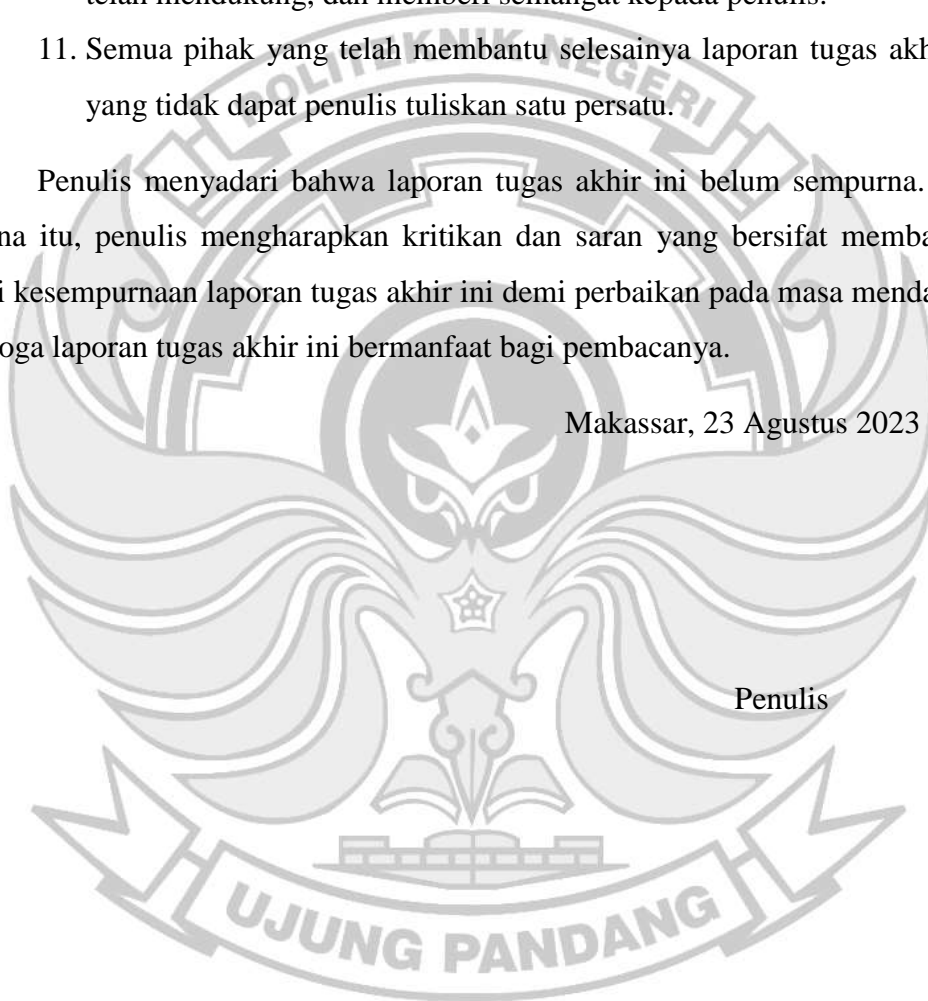 telah mendukung, dan memberi semangat kepada penulis.
11. Semua pihak yang telah membantu selesainya laporan tugas akh
yang tidak dapat penulis tuliskan satu persatu.
Penulis menyadari bahwa laporan tugas akhir ini belum sempurna.
na itu, penulis mengharapkan kritikan dan saran yang bersifat memba
i kesempurnaan laporan tugas akhir ini demi perbaikan pada masa menda
oga laporan tugas akhir ini bermanfaat bagi pembacanya.
Makassar, 23 Agustus 2023
Penulis
POLITEKNIK NEGERI
UJUNG PANDANG